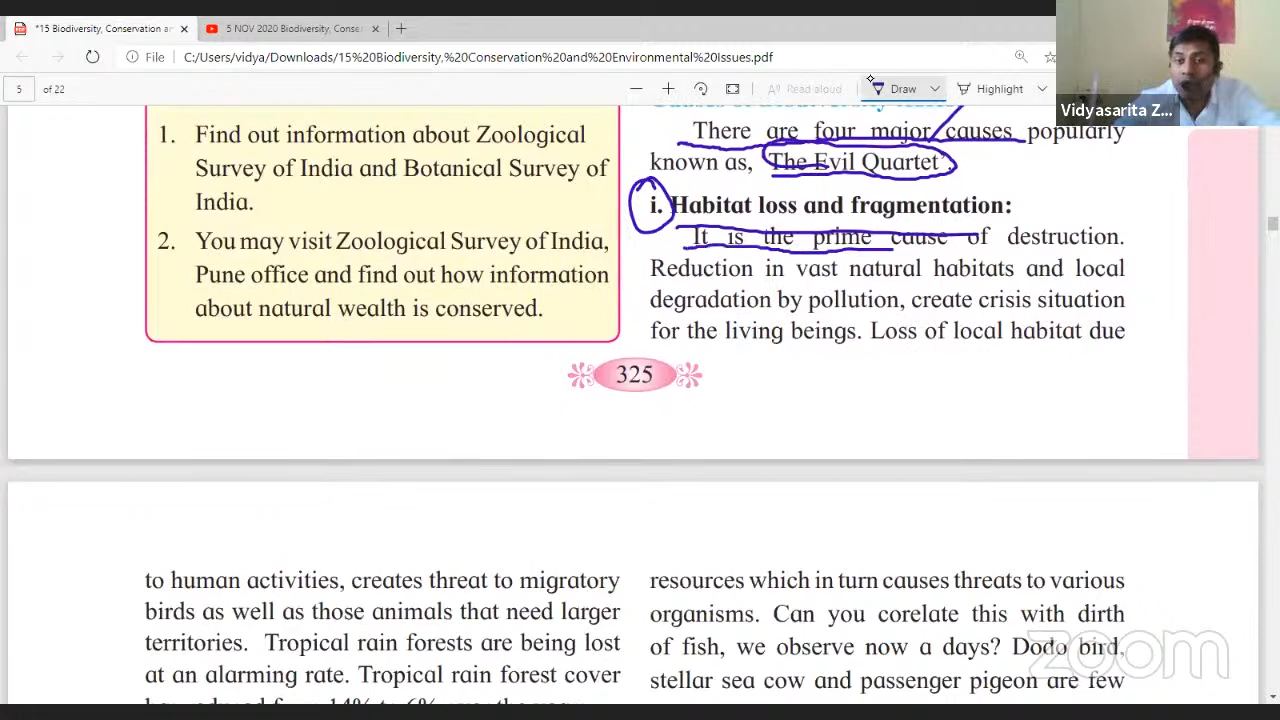 *15 Biodiversity, Conservation an
5 NOV 2020 Biodiversity, Conser
File
C:/Users/vidya/Downloads/15%20Biodiversity,%20Conservation%20and%20Environmental%20Issues.pdf
5 of 22
Read aloud
Draw
Highlight
Vidyasarita Z...
1. Find out information about Zoological
Survey of India and Botanical Survey of
India.
2. You may visit Zoological Survey of India,
Pune office and find out how information
about natural wealth is conserved.
There are four major causes popularly
known as, 'The Evil Quartet'.
i. Habitat loss and fragmentation:
It is the prime cause of destruction.
Reduction in vast natural habitats and local
degradation by pollution, create crisis situation
for the living beings. Loss of local habitat due
325
to human activities, creates threat to migratory
birds as well as those animals that need larger
territories. Tropical rain forests are being lost
at an alarming rate. Tropical rain forest cover
resources which in turn causes threats to various
organisms. Can you corelate this with dirth
of fish, we observe now a days? Dodo bird,
stellar sea cow and passenger pigeon are few
zoom